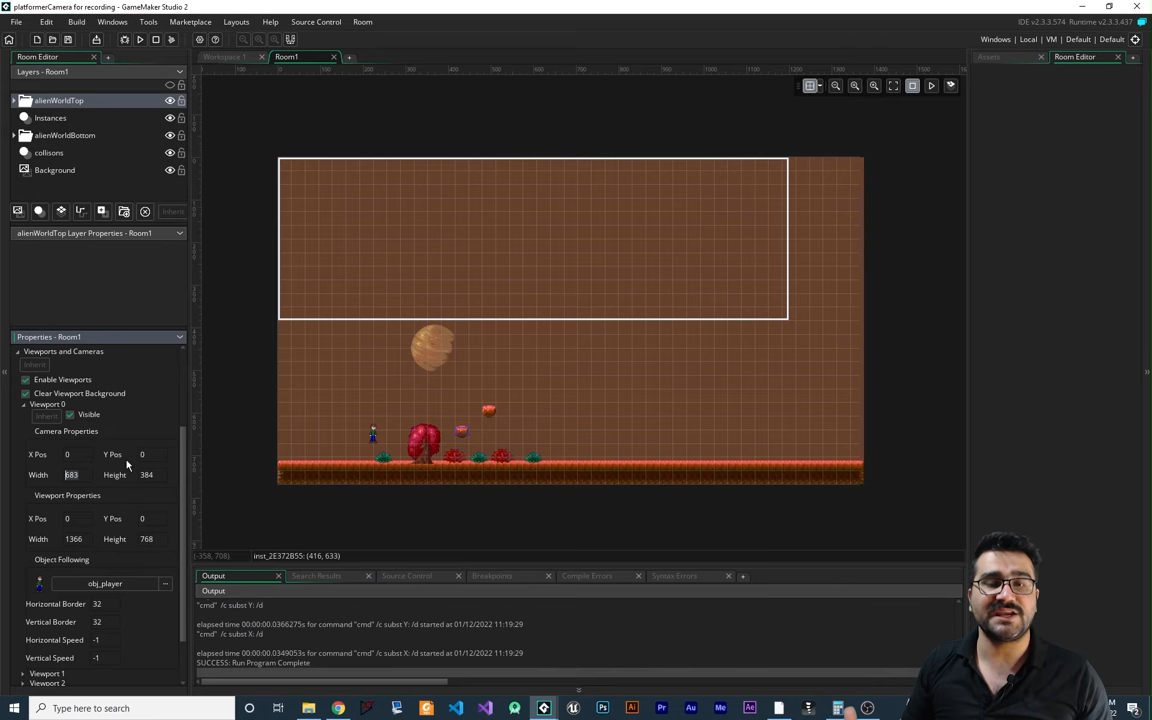 platformerCamera for recording - GameMaker Studio 2
File Edit Build Windows Tools Marketplace Layouts Help Source Control Room
IDE v2.3.3.574 Runtime v2.3.3.437
Windows | Local | VM | Default | Default
Room Editor
Workspace 1
Room1
Assets
Room Editor
Layers - Room1
alienWorldTop
Instances
alienWorldBottom
collisons
Background
Inherit
alienWorldTop Layer Properties - Room1
Properties - Room1
Viewports and Cameras
Inherit
Enable Viewports
Clear Viewport Background
Viewport 0
Inherit Visible
Camera Properties
X Pos 0 Y Pos 0
Width 683 Height 384
Viewport Properties
X Pos 0 Y Pos 0
Width 1366 Height 768
Object Following
obj_player
Horizontal Border 32
Vertical Border 32
Horizontal Speed -1
Vertical Speed -1
Viewport 1
Viewport 2
(-358, 708) inst_2E372B55: (416, 633)
Output Search Results Source Control Breakpoints Compile Errors Syntax Errors
Output
"cmd" /c subst Y: /d
elapsed time 00:00:00.0366275s for command "cmd" /c subst Y: /d started at 01/12/2022 11:19:29
"cmd" /c subst X: /d
elapsed time 00:00:00.0349053s for command "cmd" /c subst X: /d started at 01/12/2022 11:19:29
SUCCESS: Run Program Complete
Type here to search